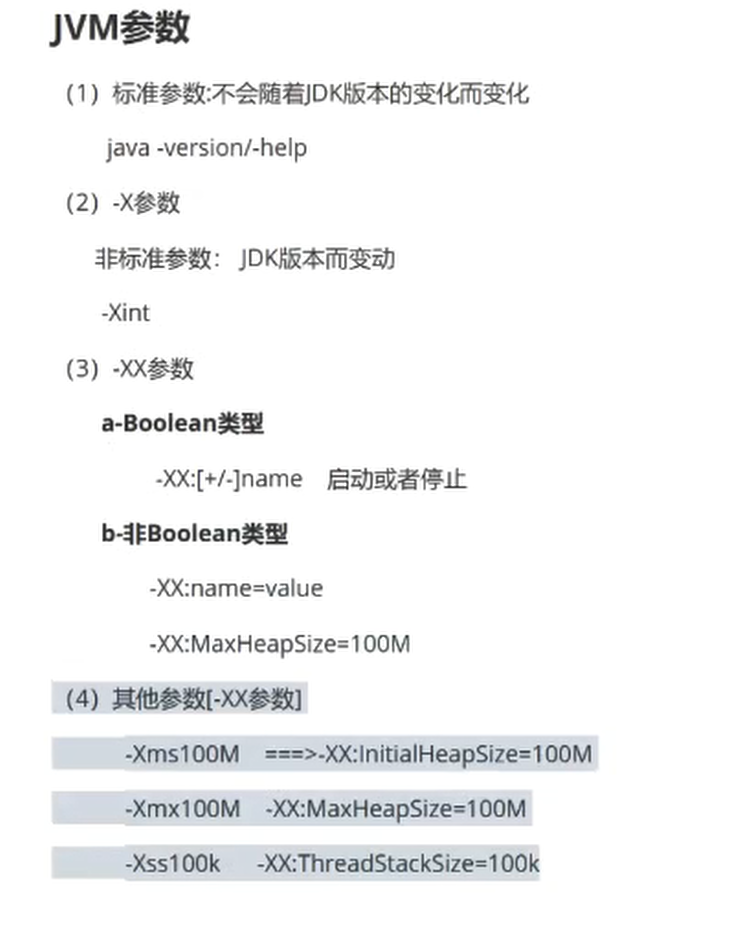 JVM参数
（1）标准参数:不会随着JDK版本的变化而变化
java -version/-help
（2）-X参数
非标准参数： JDK版本而变动
-Xint
（3）-XX参数
a-Boolean类型
-XX:[+/-]name 启动或者停止
b-非Boolean类型
-XX:name=value
-XX:MaxHeapSize=100M
（4）其他参数[-XX参数]
-Xms100M ===>-XX:InitialHeapSize=100M
-Xmx100M -XX:MaxHeapSize=100M
-Xss100k -XX:ThreadStackSize=100k